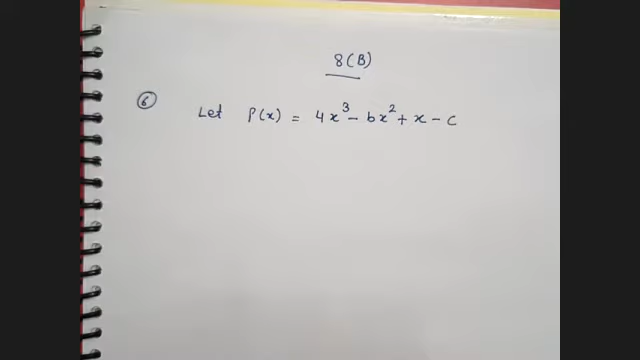 8(B)
6 Let P(x) = 4x³ - bx² + x - c